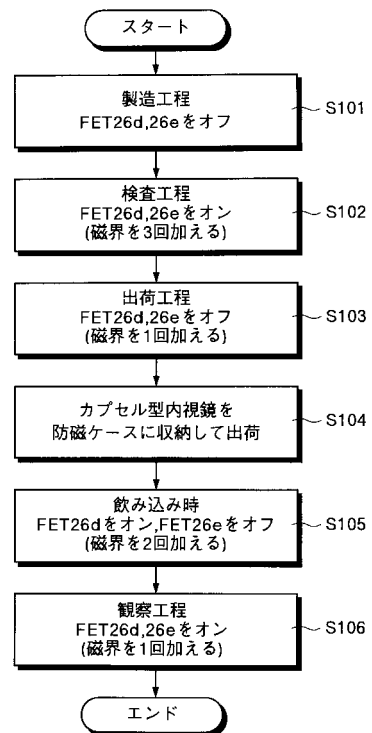 スタート
製造工程
FET26d,26eをオフ
S101
検査工程
FET26d,26eをオン
(磁界を3回加える)
S102
出荷工程
FET26d,26eをオフ
(磁界を1回加える)
S103
カプセル型内視鏡を
防磁ケースに収納して出荷
S104
飲み込み時
FET26dをオン,FET26eをオフ
(磁界を2回加える)
S105
観察工程
FET26d,26eをオン
(磁界を1回加える)
S106
エンド